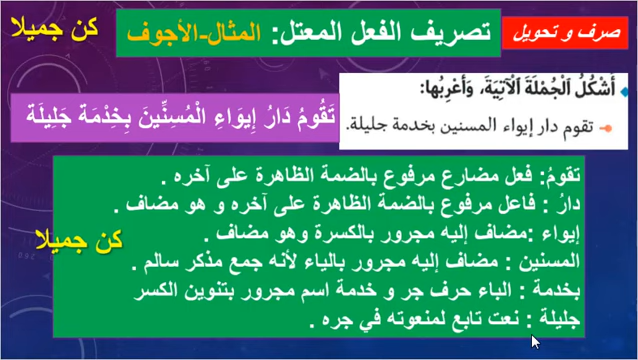 صرف و تحويل
تصريف الفعل المعتل: المثال-الأجوف
كن جميلا
أَشْكُلُ اَلْجُمْلَةَ اَلْآتِيَةَ، وَأُعْرِبُها:
تقوم دار إيواء المسنين بخدمة جليلة.
تَقُومُ دَارُ إِيوَاءِ الْمُسِنِّينَ بِخِدْمَة جَلِيلَة
تقومُ: فعل مضارع مرفوع بالضمة الظاهرة على آخره .
دارُ : فاعل مرفوع بالضمة الظاهرة على آخره و هو مضاف .
إيواء :مضاف إليه مجرور بالكسرة وهو مضاف .
المسنين : مضاف إليه مجرور بالياء لأنه جمع مذكر سالم .
بخدمة : الباء حرف جر و خدمة اسم مجرور بتنوين الكسر
جليلة : نعت تابع لمنعوته في جره .
كن جميلا